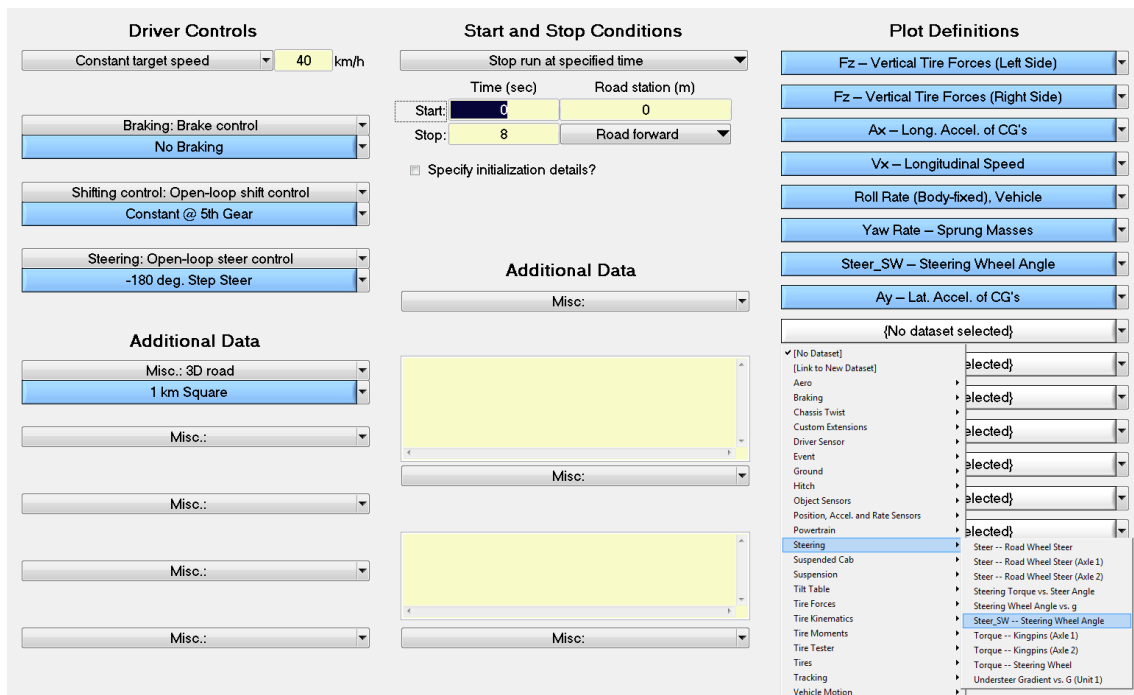 Driver Controls
Constant target speed 40 km/h
Braking: Brake control
No Braking
Shifting control: Open-loop shift control
Constant @ 5th Gear
Steering: Open-loop steer control
-180 deg. Step Steer
Additional Data
Misc.: 3D road
1 km Square
Misc.:
Misc.:
Misc.:
Misc.:
Start and Stop Conditions
Stop run at specified time
Time (sec) Road station (m)
Start: 0 0
Stop: 8 Road forward
Specify initialization details?
Additional Data
Misc:
Misc:
Misc:
Plot Definitions
Fz – Vertical Tire Forces (Left Side)
Fz – Vertical Tire Forces (Right Side)
Ax – Long. Accel. of CG's
Vx – Longitudinal Speed
Roll Rate (Body-fixed), Vehicle
Yaw Rate – Sprung Masses
Steer_SW – Steering Wheel Angle
Ay – Lat. Accel. of CG's
{No dataset selected}
elected}
elected}
elected}
elected}
elected}
elected}
[No Dataset]
[Link to New Dataset]
Aero
Braking
Chassis Twist
Custom Extensions
Driver Sensor
Event
Ground
Hitch
Object Sensors
Position, Accel. and Rate Sensors
Powertrain
Steering
Suspended Cab
Suspension
Tilt Table
Tire Forces
Tire Kinematics
Tire Moments
Tire Tester
Tires
Tracking
Vehicle Motion
Steer -- Road Wheel Steer
Steer -- Road Wheel Steer (Axle 1)
Steer -- Road Wheel Steer (Axle 2)
Steering Torque vs. Steer Angle
Steering Wheel Angle vs. g
Steer_SW -- Steering Wheel Angle
Torque -- Kingpins (Axle 1)
Torque -- Kingpins (Axle 2)
Torque -- Steering Wheel
Understeer Gradient vs. G (Unit 1)